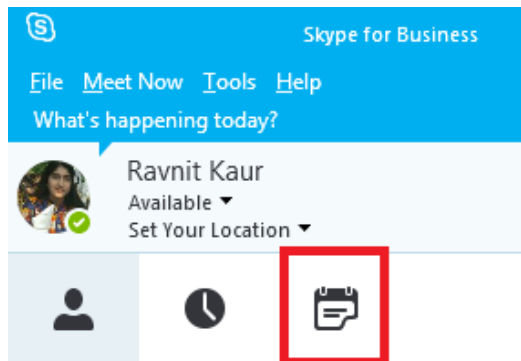 Skype for Business
File Meet Now Tools Help
What's happening today?
Ravnit Kaur
Available
Set Your Location